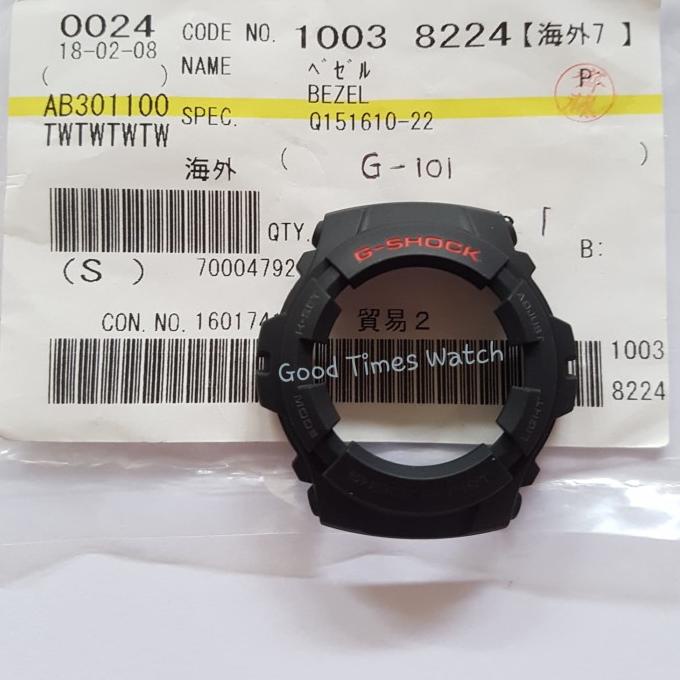 0024 CODE NO. 1003 8224【海外7 】
18-02-08
( ) NAME ﾍﾞｾﾞﾙ P
BEZEL
AB301100 SPEC. Q151610-22
TWTWTWTW
海外 ( G-101 )
QTY.
B:
(S ) 70004792
G-SHOCK
ADJUST
CON. NO. 16017 貿易2
Good Times Watch
1003
8224
MODE
LIGHT